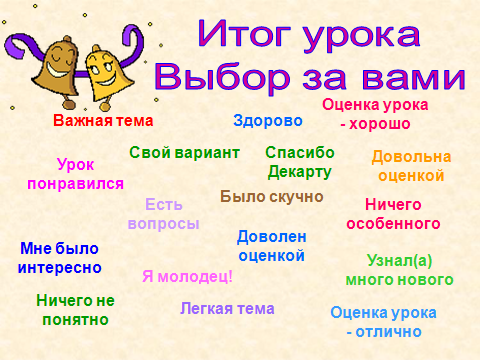 Итог урока
Выбор за вами
Оценка урока
- хорошо
Важная тема
Здорово
Свой вариант
Спасибо
Декарту
Довольна
оценкой
Урок
понравился
Было скучно
Есть
вопросы
Ничего
особенного
Доволен
оценкой
Мне было
интересно
Узнал(а)
много нового
Я молодец!
Ничего не
понятно
Легкая тема
Оценка урока
- отлично